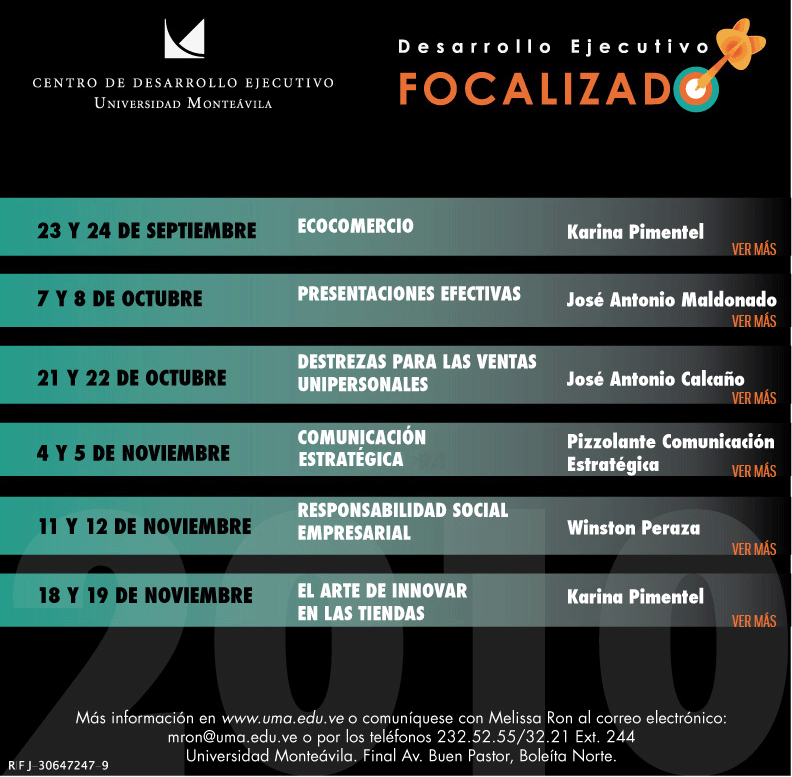 CENTRO DE DESARROLLO EJECUTIVO
UNIVERSIDAD MONTEÁVILA
Desarrollo Ejecutivo
FOCALIZADO
23 Y 24 DE SEPTIEMBRE
ECOCOMERCIO
Karina Pimentel
VER MÁS
7 Y 8 DE OCTUBRE
PRESENTACIONES EFECTIVAS
José Antonio Maldonado
VER MÁS
21 Y 22 DE OCTUBRE
DESTREZAS PARA LAS VENTAS
UNIPERSONALES
José Antonio Calcaño
VER MÁS
4 Y 5 DE NOVIEMBRE
COMUNICACIÓN
ESTRATÉGICA
Pizzolante Comunicación
Estratégica
VER MÁS
11 Y 12 DE NOVIEMBRE
RESPONSABILIDAD SOCIAL
EMPRESARIAL
Winston Peraza
VER MÁS
18 Y 19 DE NOVIEMBRE
EL ARTE DE INNOVAR
EN LAS TIENDAS
Karina Pimentel
VER MÁS
2010
Más información en www.uma.edu.ve o comuníquese con Melissa Ron al correo electrónico:
mron@uma.edu.ve o por los teléfonos 232.52.55/32.21 Ext. 244
Universidad Monteávila. Final Av. Buen Pastor, Boleíta Norte.
RIFJ-30647247-9